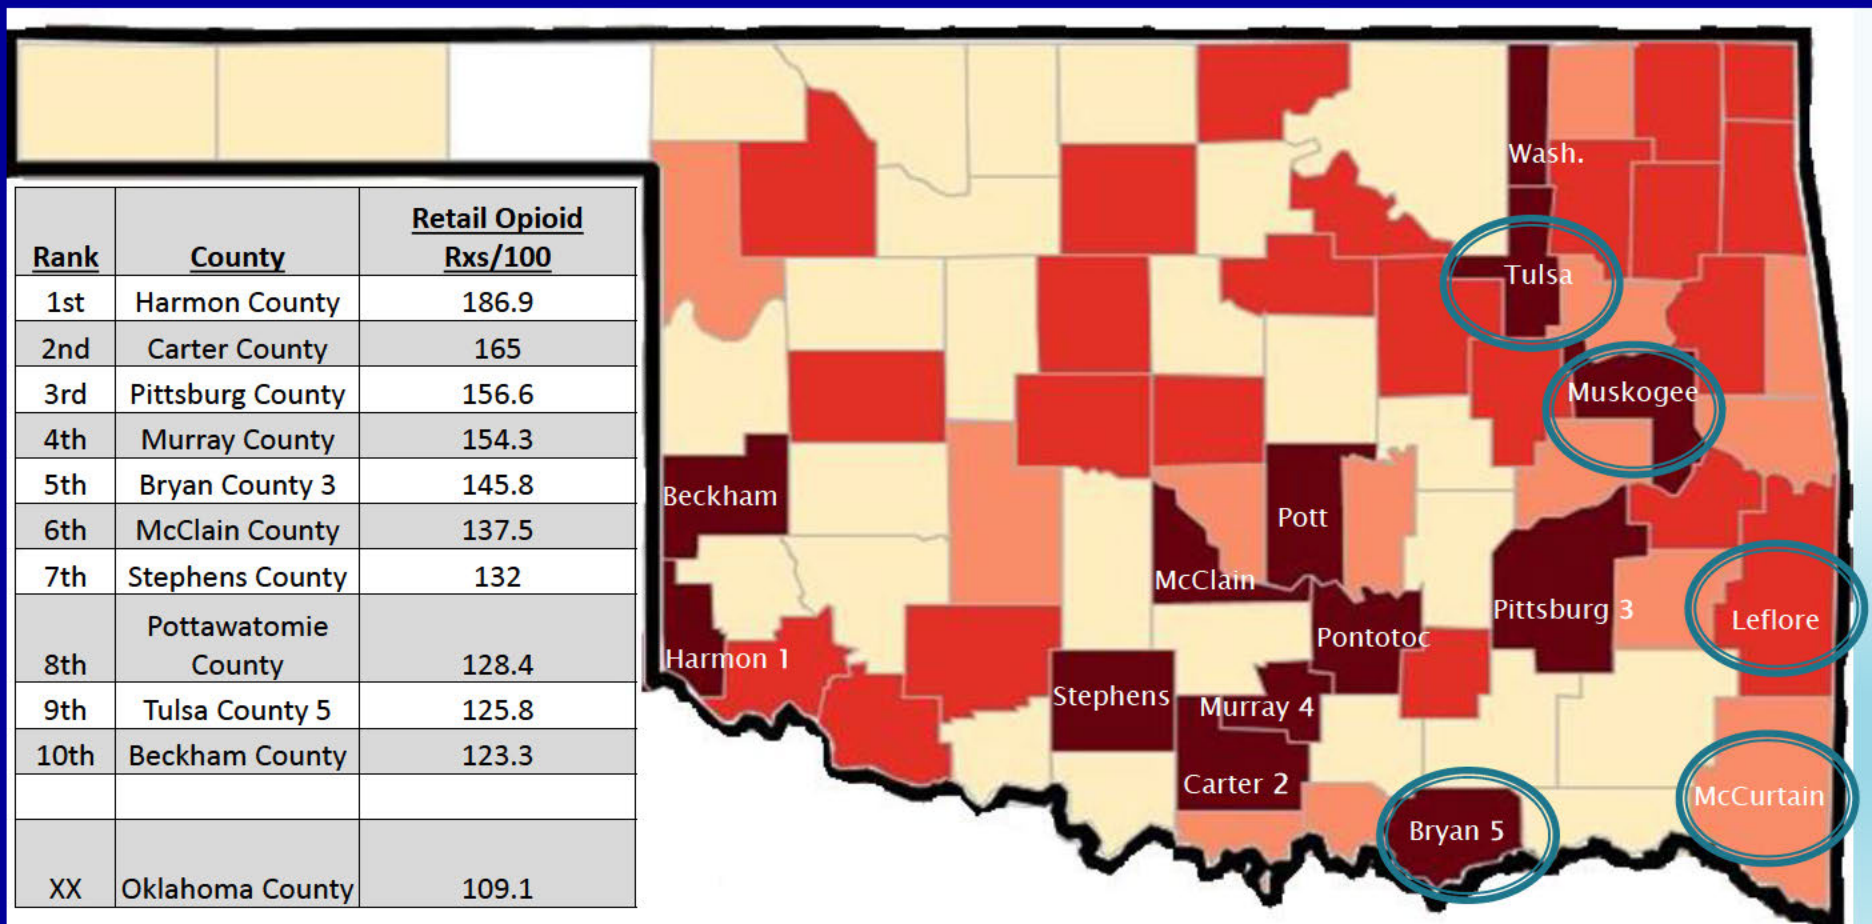 Rank County Retail Opioid Rxs/100
1st Harmon County 186.9
2nd Carter County 165
3rd Pittsburg County 156.6
4th Murray County 154.3
5th Bryan County 3 145.8
6th McClain County 137.5
7th Stephens County 132
8th Pottawatomie County 128.4
9th Tulsa County 5 125.8
10th Beckham County 123.3
XX Oklahoma County 109.1
Wash.
Tulsa
Muskogee
Beckham
Pott
McClain
Pittsburg 3
Leflore
Pontotoc
Harmon 1
Stephens
Murray 4
Carter 2
McCurtain
Bryan 5